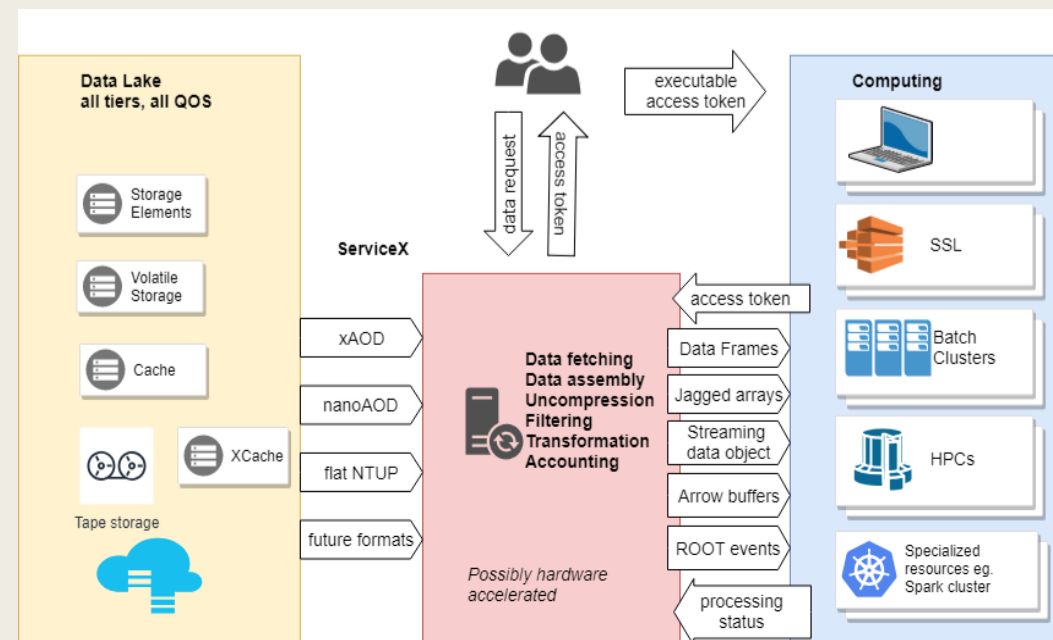 Data Lake
all tiers, all QOS
Storage
Elements
Volatile
Storage
Cache
XCache
Tape storage
ServiceX
xAOD
nanoAOD
flat NTUP
future formats
data request
access token
executable
access token
Data fetching
Data assembly
Uncompression
Filtering
Transformation
Accounting
Possibly hardware
accelerated
access token
Data Frames
Jagged arrays
Streaming
data object
Arrow buffers
ROOT events
processing
status
Computing
SSL
Batch
Clusters
HPCs
Specialized
resources eg.
Spark cluster